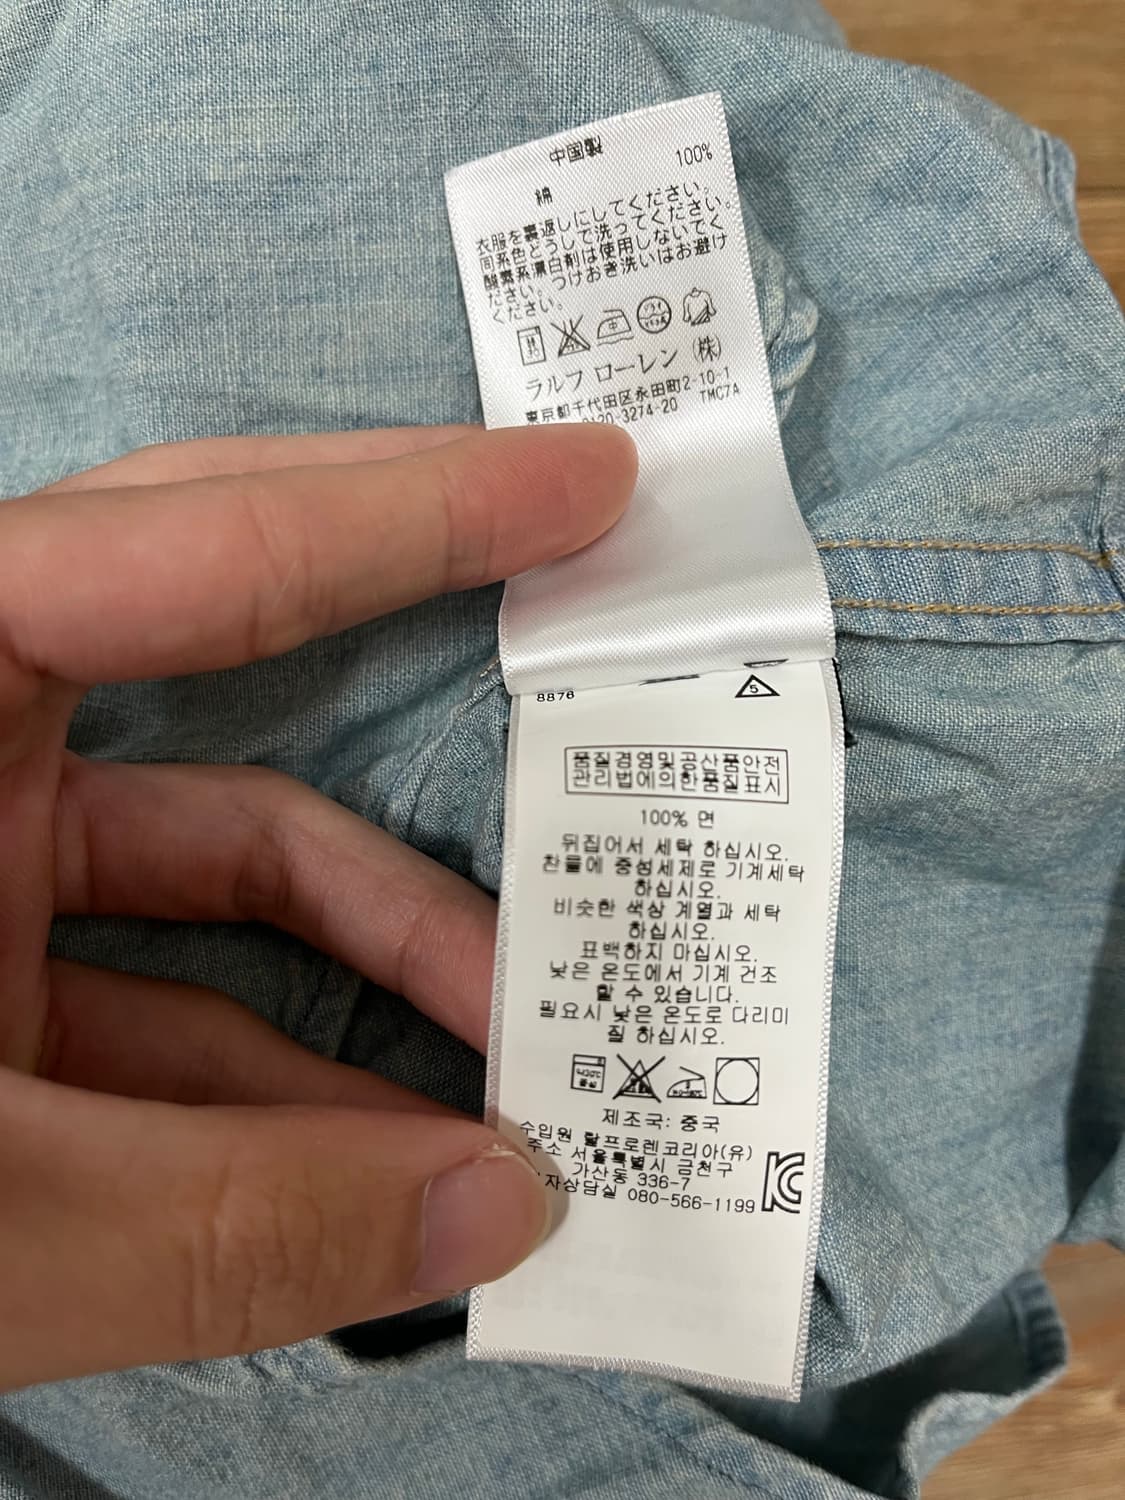 中国製
綿 100%
衣服を裏返しにしてください。
同系色どうしで洗ってください。
酸素系漂白剤は使用しないでく
ださい。つけおき洗いはお避け
ください。
中
ラルフ ローレン (株)
東京都千代田区永田町2-10-1
0120-3274-20 TMC7A
8876
5
품질경영및공산품안전
관리법에의한품질표시
100% 면
뒤집어서 세탁 하십시오.
찬물에 중성세제로 기계세탁
하십시오.
비슷한 색상 계열과 세탁
하십시오.
표백하지 마십시오.
낮은 온도에서 기계 건조
할 수 있습니다.
필요시 낮은 온도로 다리미
질 하십시오.
제조국: 중국
수입원 랄프로렌코리아(유)
주소 서울특별시 금천구
가산동 336-7
자상담실 080-566-1199